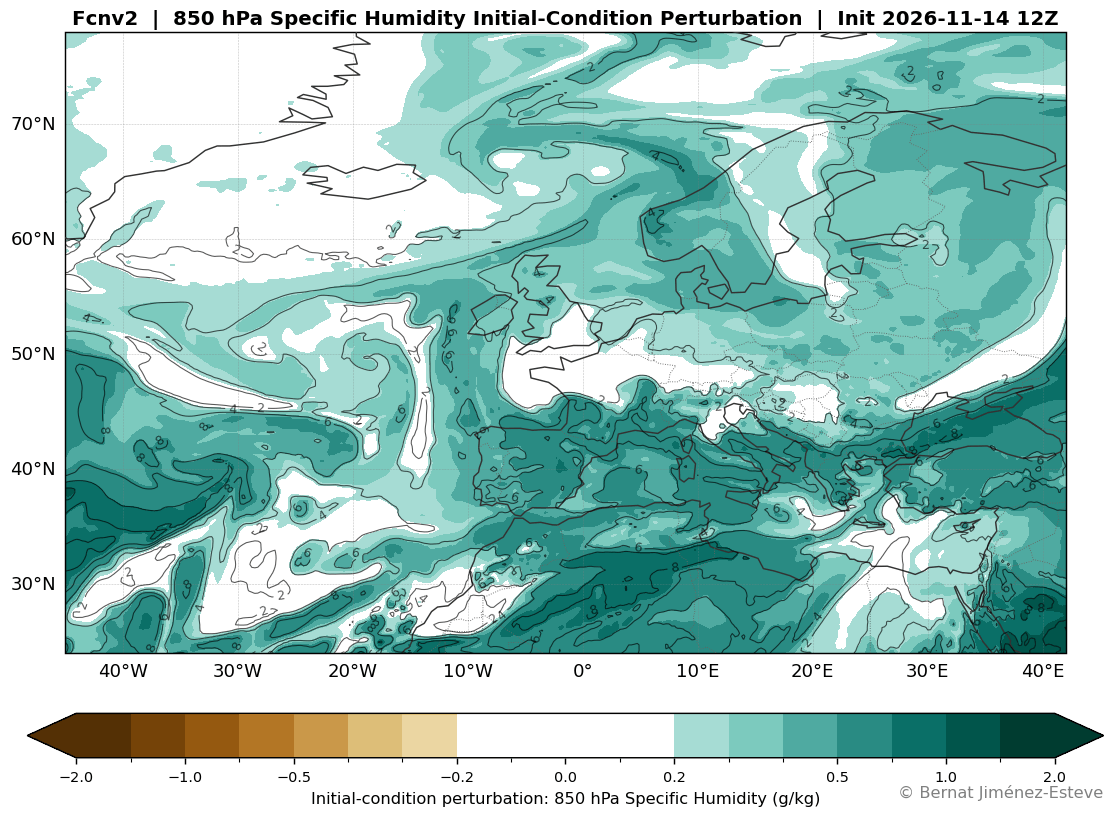 Fcnv2 | 850 hPa Specific Humidity Initial-Condition Perturbation | Init 2026-11-14 12Z
70°N
60°N
50°N
40°N
30°N
40°W
30°W
20°W
10°W
0°
10°E
20°E
30°E
40°E
−2.0
−1.0
−0.5
−0.2
0.0
0.2
0.5
1.0
2.0
Initial-condition perturbation: 850 hPa Specific Humidity (g/kg)
© Bernat Jiménez-Esteve